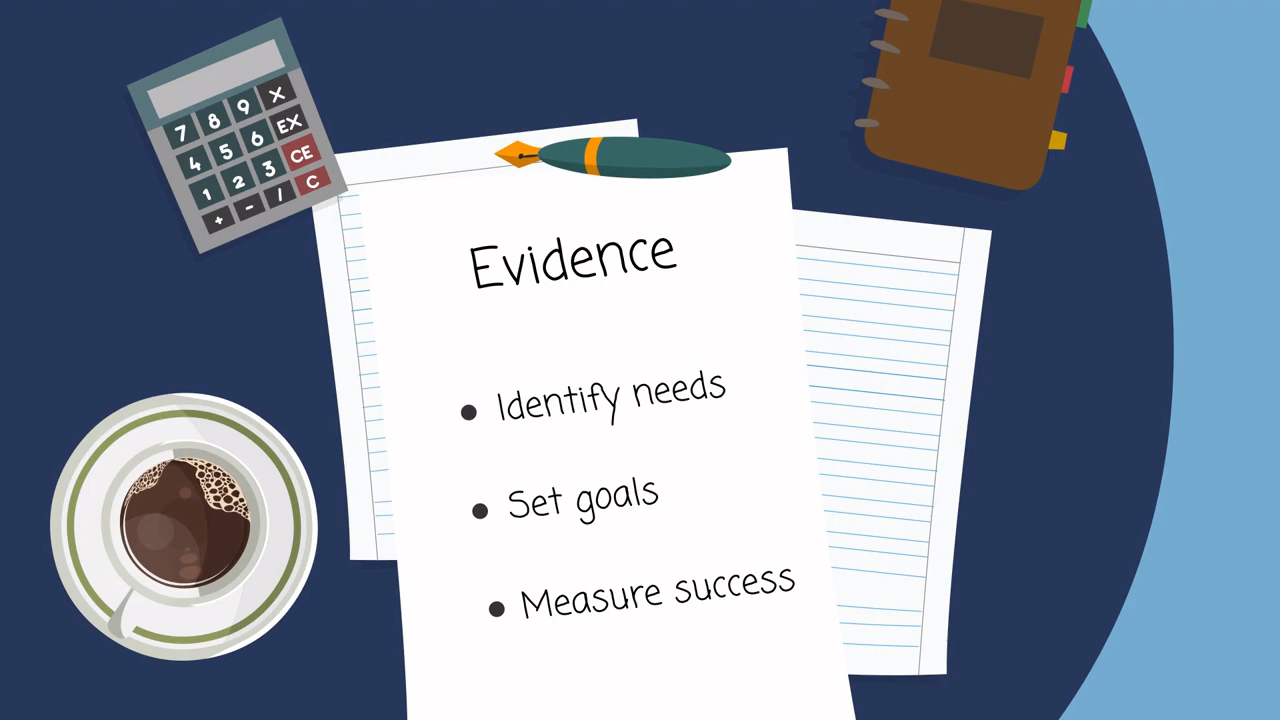 7 8 9 X
4 5 6 EX
1 2 3 CE
+ - / C
Evidence
Identify needs
Set goals
Measure success